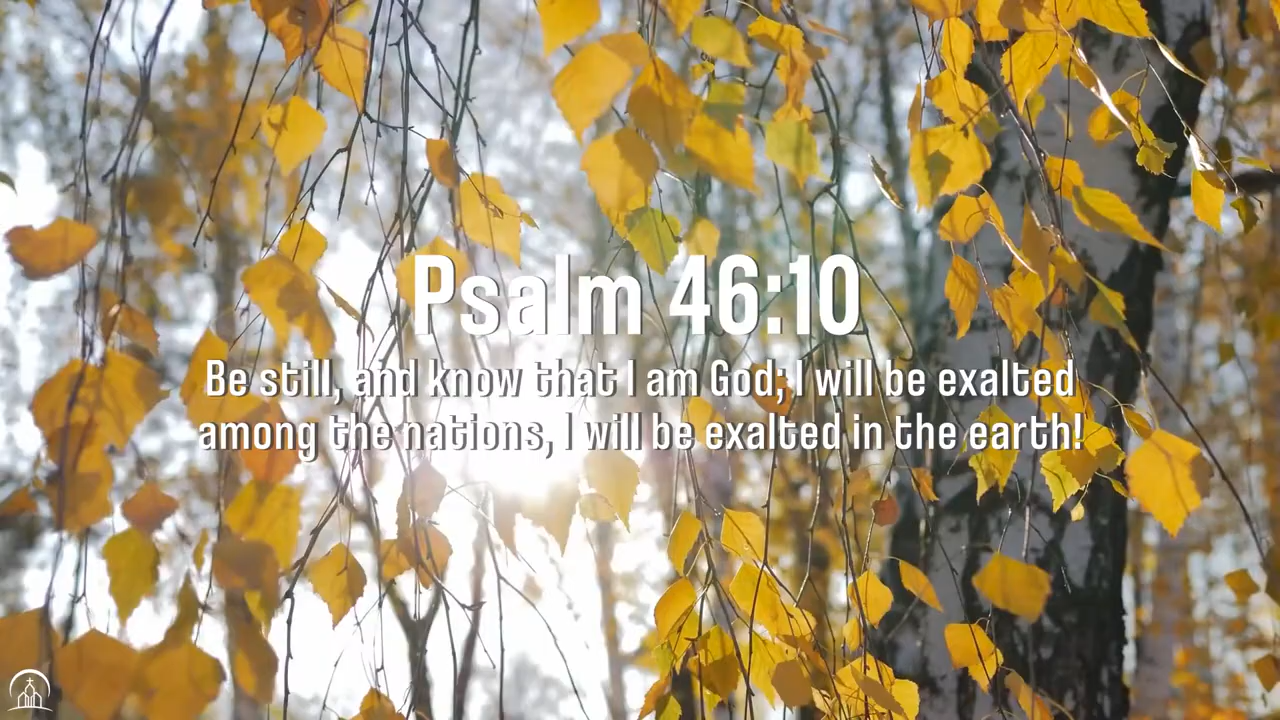 Psalm 46:10
Be still, and know that I am God; I will be exalted
among the nations, I will be exalted in the earth!